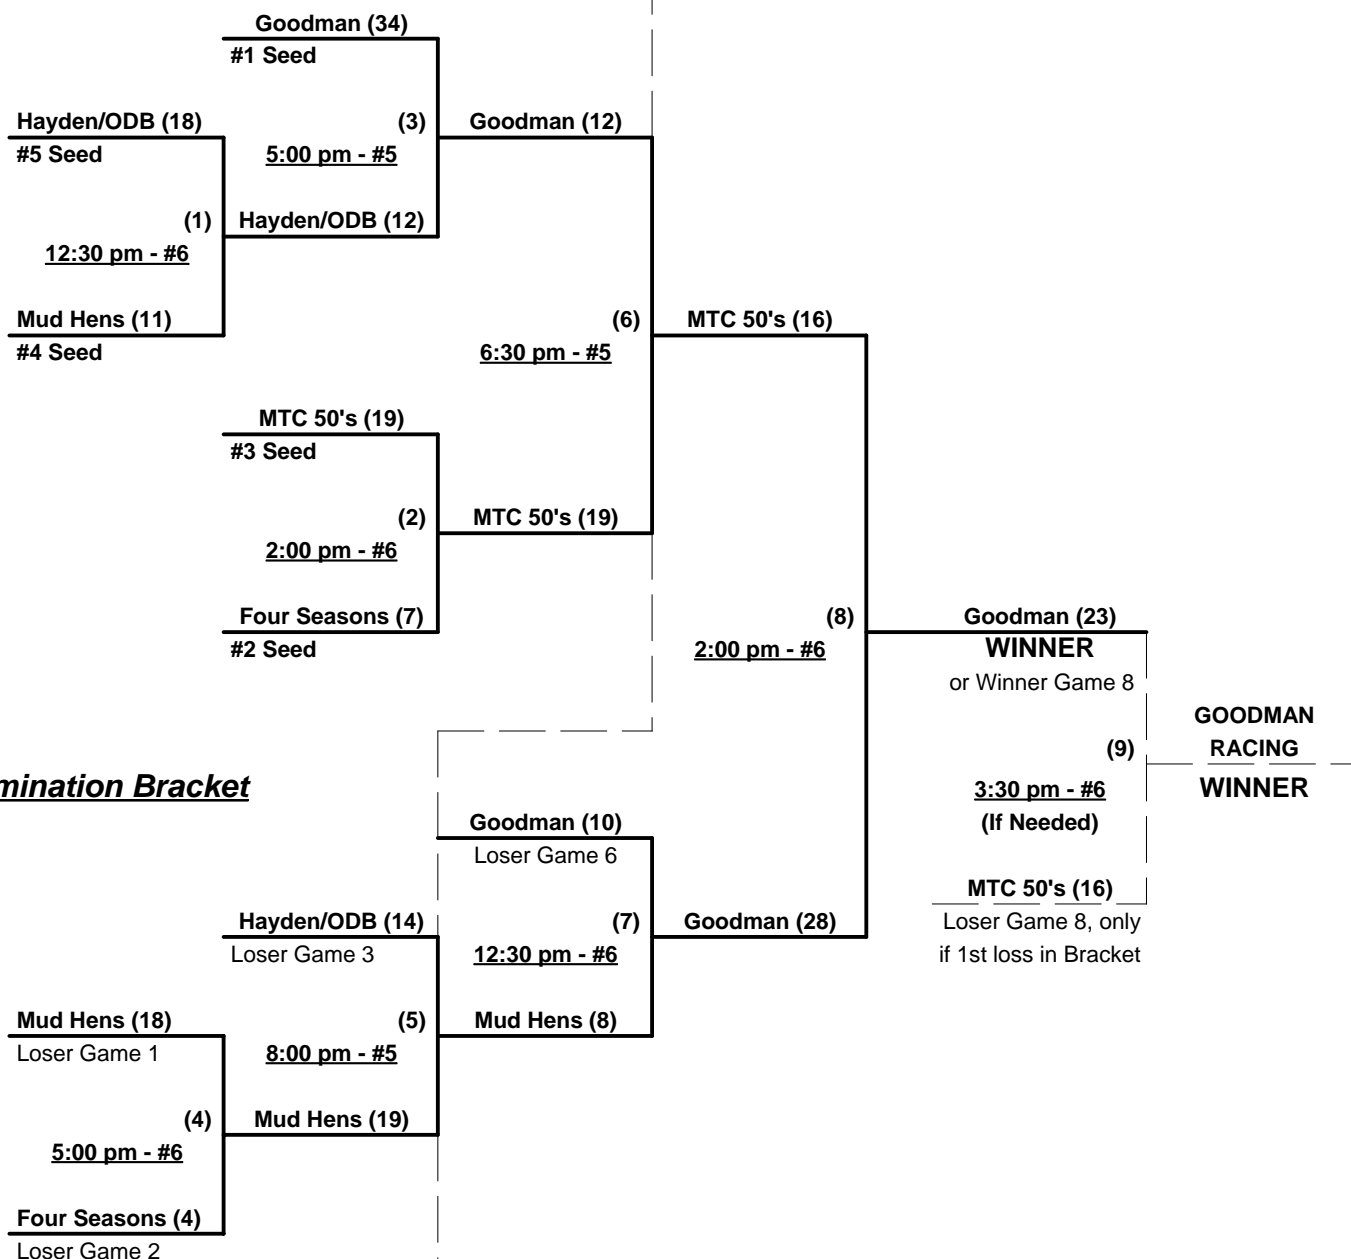 Goodman (34)
#1 Seed
Hayden/ODB (18)
(3)
Goodman (12)
#5 Seed
5:00 pm - #5
(1)
Hayden/ODB (12)
12:30 pm - #6
Mud Hens (11)
(6)
MTC 50's (16)
#4 Seed
6:30 pm - #5
MTC 50's (19)
#3 Seed
(2)
MTC 50's (19)
2:00 pm - #6
Four Seasons (7)
(8)
Goodman (23)
#2 Seed
2:00 pm - #6
WINNER
or Winner Game 8
GOODMAN
(9)
RACING
mination Bracket
3:30 pm - #6
WINNER
Goodman (10)
(If Needed)
Loser Game 6
MTC 50's (16)
Hayden/ODB (14)
(7)
Goodman (28)
Loser Game 8, only
Loser Game 3
12:30 pm - #6
if 1st loss in Bracket
Mud Hens (18)
(5)
Mud Hens (8)
Loser Game 1
8:00 pm - #5
(4)
Mud Hens (19)
5:00 pm - #6
Four Seasons (4)
Loser Game 2